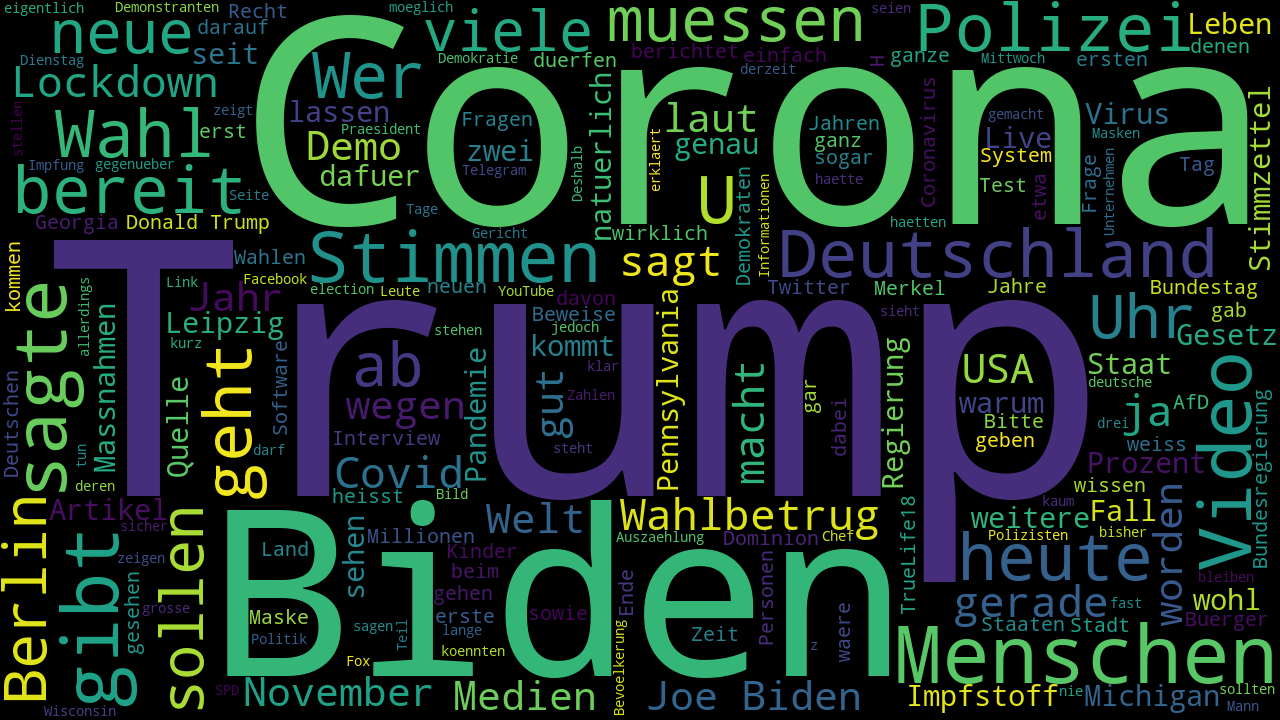 eigentlich
Demonstranten
Recht
moeglich
viele
muessen
seien
Polizei
Leben
neue
darauf
Corona
denen
Dienstag
seit
Wer
Demokratie
duerfen
berichtet
einfach
H
ganze
Mittwoch
ersten
derzeit
Lockdown
lassen
stellen
zeigt
Wahl
erst
Demo
Praesident
Fragen
zwei
Telegram
natuerlich
laut
genau
erklaert
Jahren
ganz
sogar
haette
Coronavirus
gemacht
Live
System
Test
Virus
Masken
Frage
Unternehmen
Tag
Stimmzettel
Impfung
gegenueber
dafuer
Deshalb
bereit
Seite
Tage
U
etwa
Georgia
Donald Trump
Gericht
wirklich
Demokraten
Informationen
haetten
Stimmen
sagt
Deutschland
kommen
Wahlen
Trump
Link
Facebook
election
Leute
neuen
YouTube
davon
Twitter
Merkel
Jahre
Bundestag
gab
sagte
allerdings
Massnahmen
Jahr
Leipzig
kurz
stehen
Beweise
jedoch
kommt
klar
Pennsylvania
sieht
Uhr
Gesetz
Deutschen
Quelle
geht
Software
ab
wegen
Pandemie
gut
Zahlen
macht
gar
dabei
Regierung
USA
warum
Bitte
geben
Staat
deutsche
drei
ja
AfD
Video
Bundesregierung
tun
deren
darf
Interview
steht
weiss
Prozent
Covid
heisst
Bild
kaum
wissen
Berlin
Artikel
sicher
gibt
zeigen
sollen
Biden
Land
sehen
Millionen
Welt
Wahlbetrug
Auszaehlung
Dominion
Chef
TrueLife18
weitere
Polizisten
Fall
bisher
worden
heute
bleiben
gesehen
grosse
Kinder
beim
gehen
erste
sowie
Ende
Personen
gerade
fast
wohl
Maske
Politik
sagen
Teil
lange
koennten
Zeit
z
waere
Staaten
Stadt
Buerger
Fox
Bevoelkerung
Menschen
SPD
November
Medien
Joe Biden
Impfstoff
nie
Michigan
sollten
Mann
Wisconsin